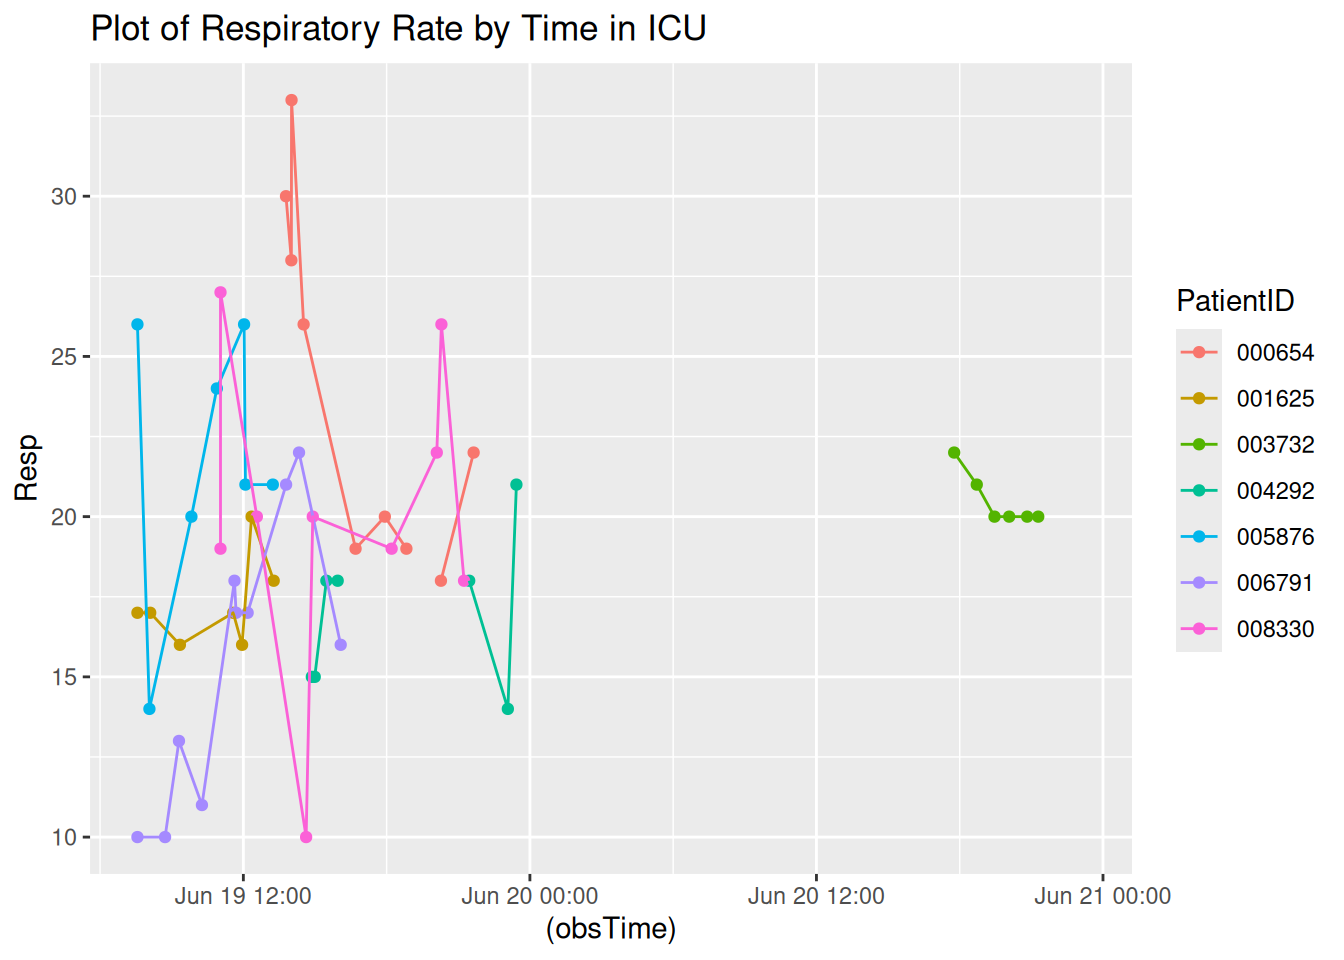 Plot of Respiratory Rate by Time in ICU
Resp
30
25
20
15
10
Jun 19 12:00
Jun 20 00:00
Jun 20 12:00
Jun 21 00:00
(obsTime)
PatientID
000654
001625
003732
004292
005876
006791
008330